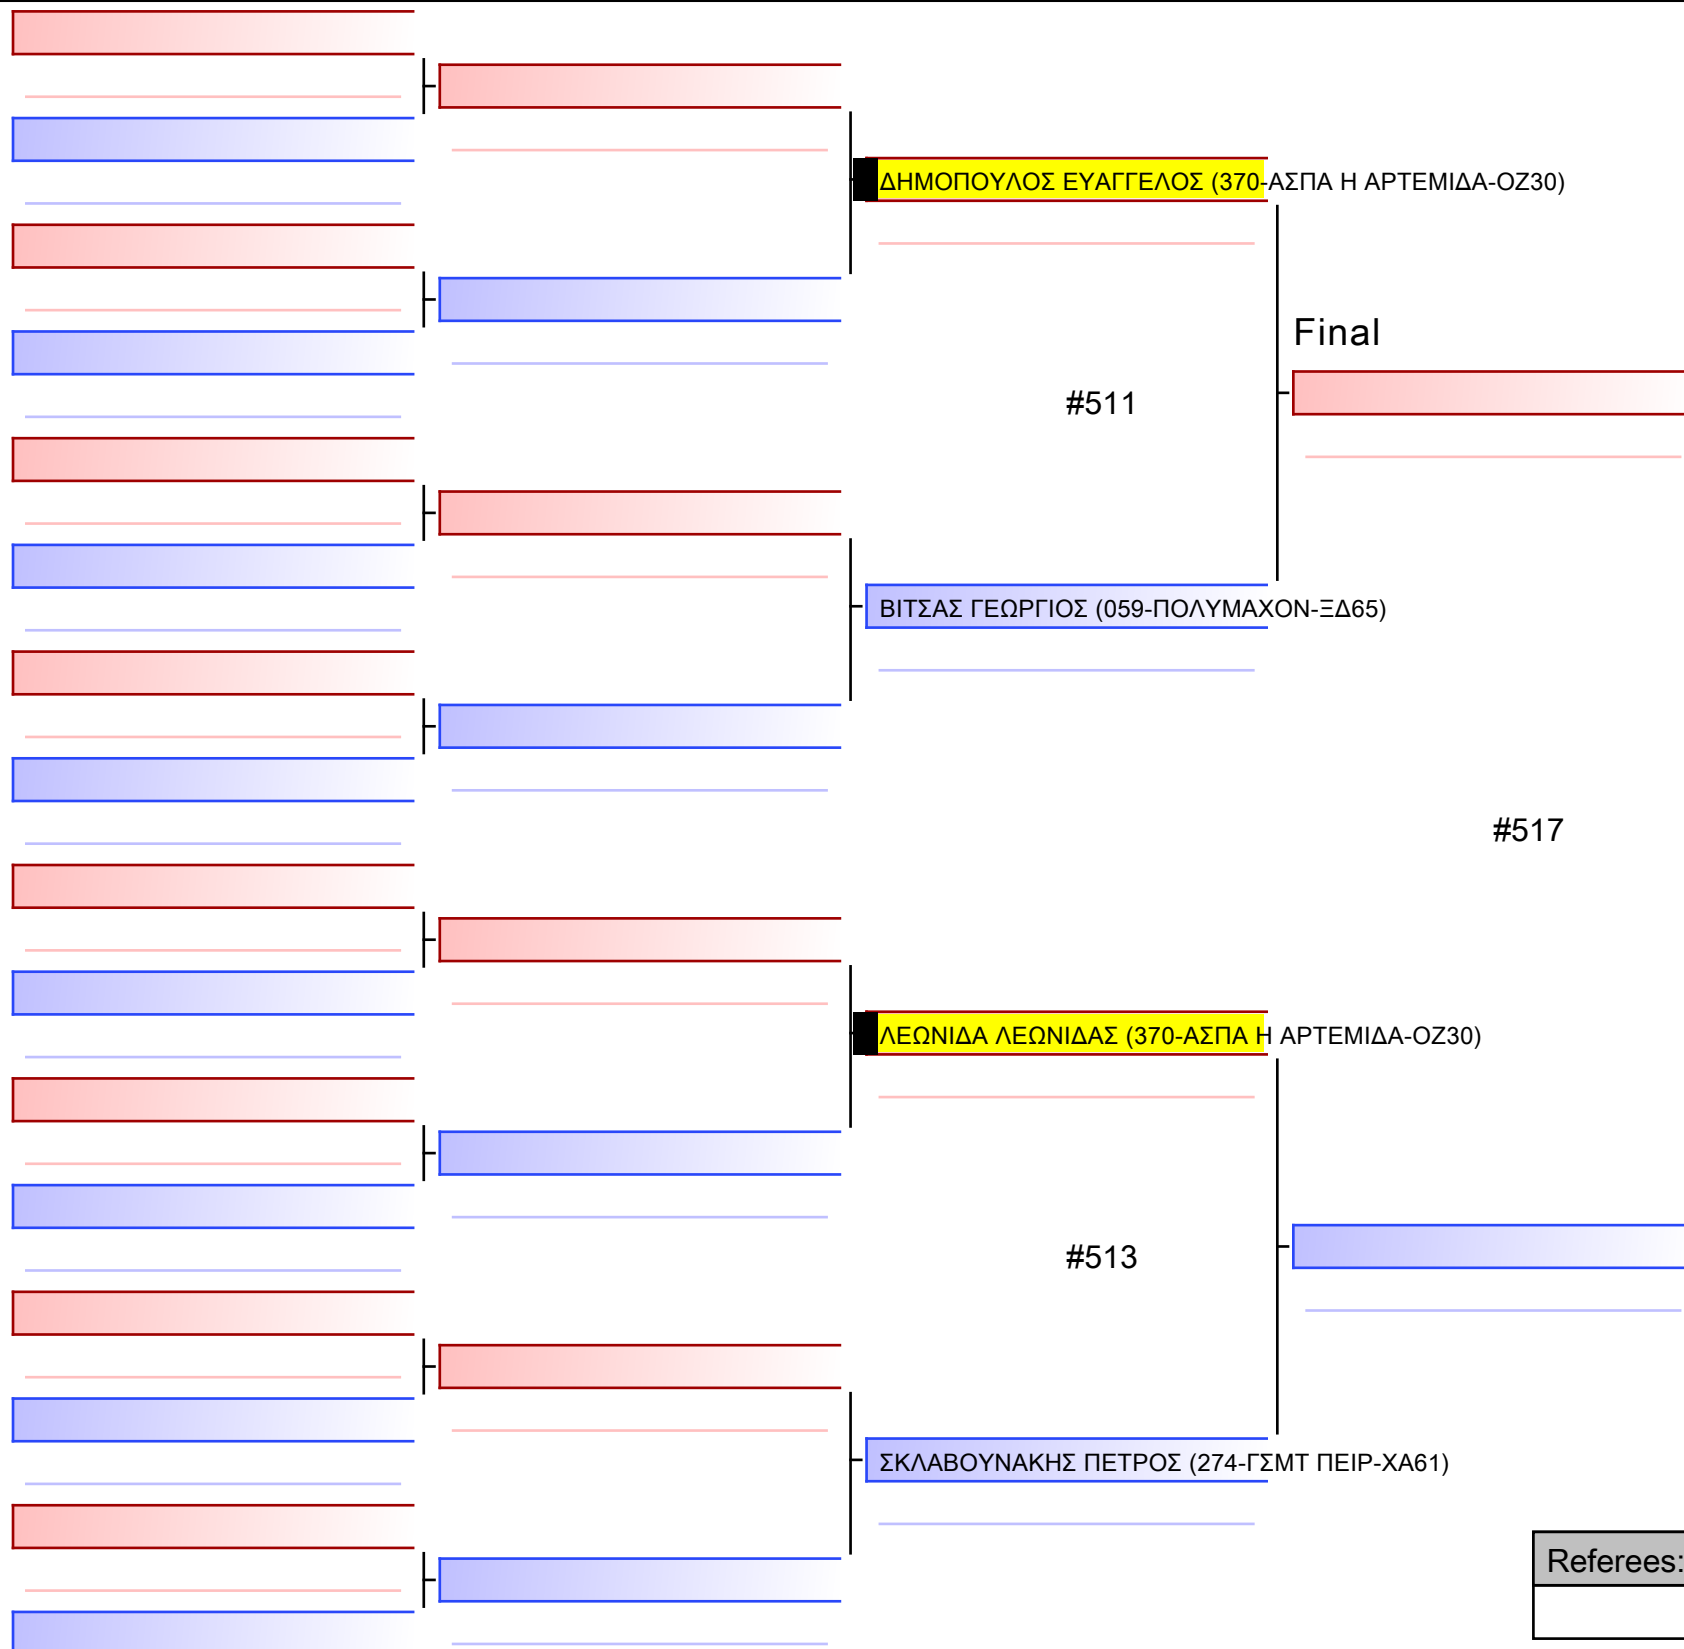 ΔΗΜΟΠΟΥΛΟΣ ΕΥΑΓΓΕΛΟΣ (370-ΑΣΠΑ Η ΑΡΤΕΜΙΔΑ-ΟΖ30)
Final
#511
ΒΙΤΣΑΣ ΓΕΩΡΓΙΟΣ (059-ΠΟΛΥΜΑΧΟΝ-ΞΔ65)
#517
ΛΕΩΝΙΔΑ ΛΕΩΝΙΔΑΣ (370-ΑΣΠΑ Η ΑΡΤΕΜΙΔΑ-ΟΖ30)
#513
ΣΚΛΑΒΟΥΝΑΚΗΣ ΠΕΤΡΟΣ (274-ΓΣΜΤ ΠΕΙΡ-ΧΑ61)
Referees: